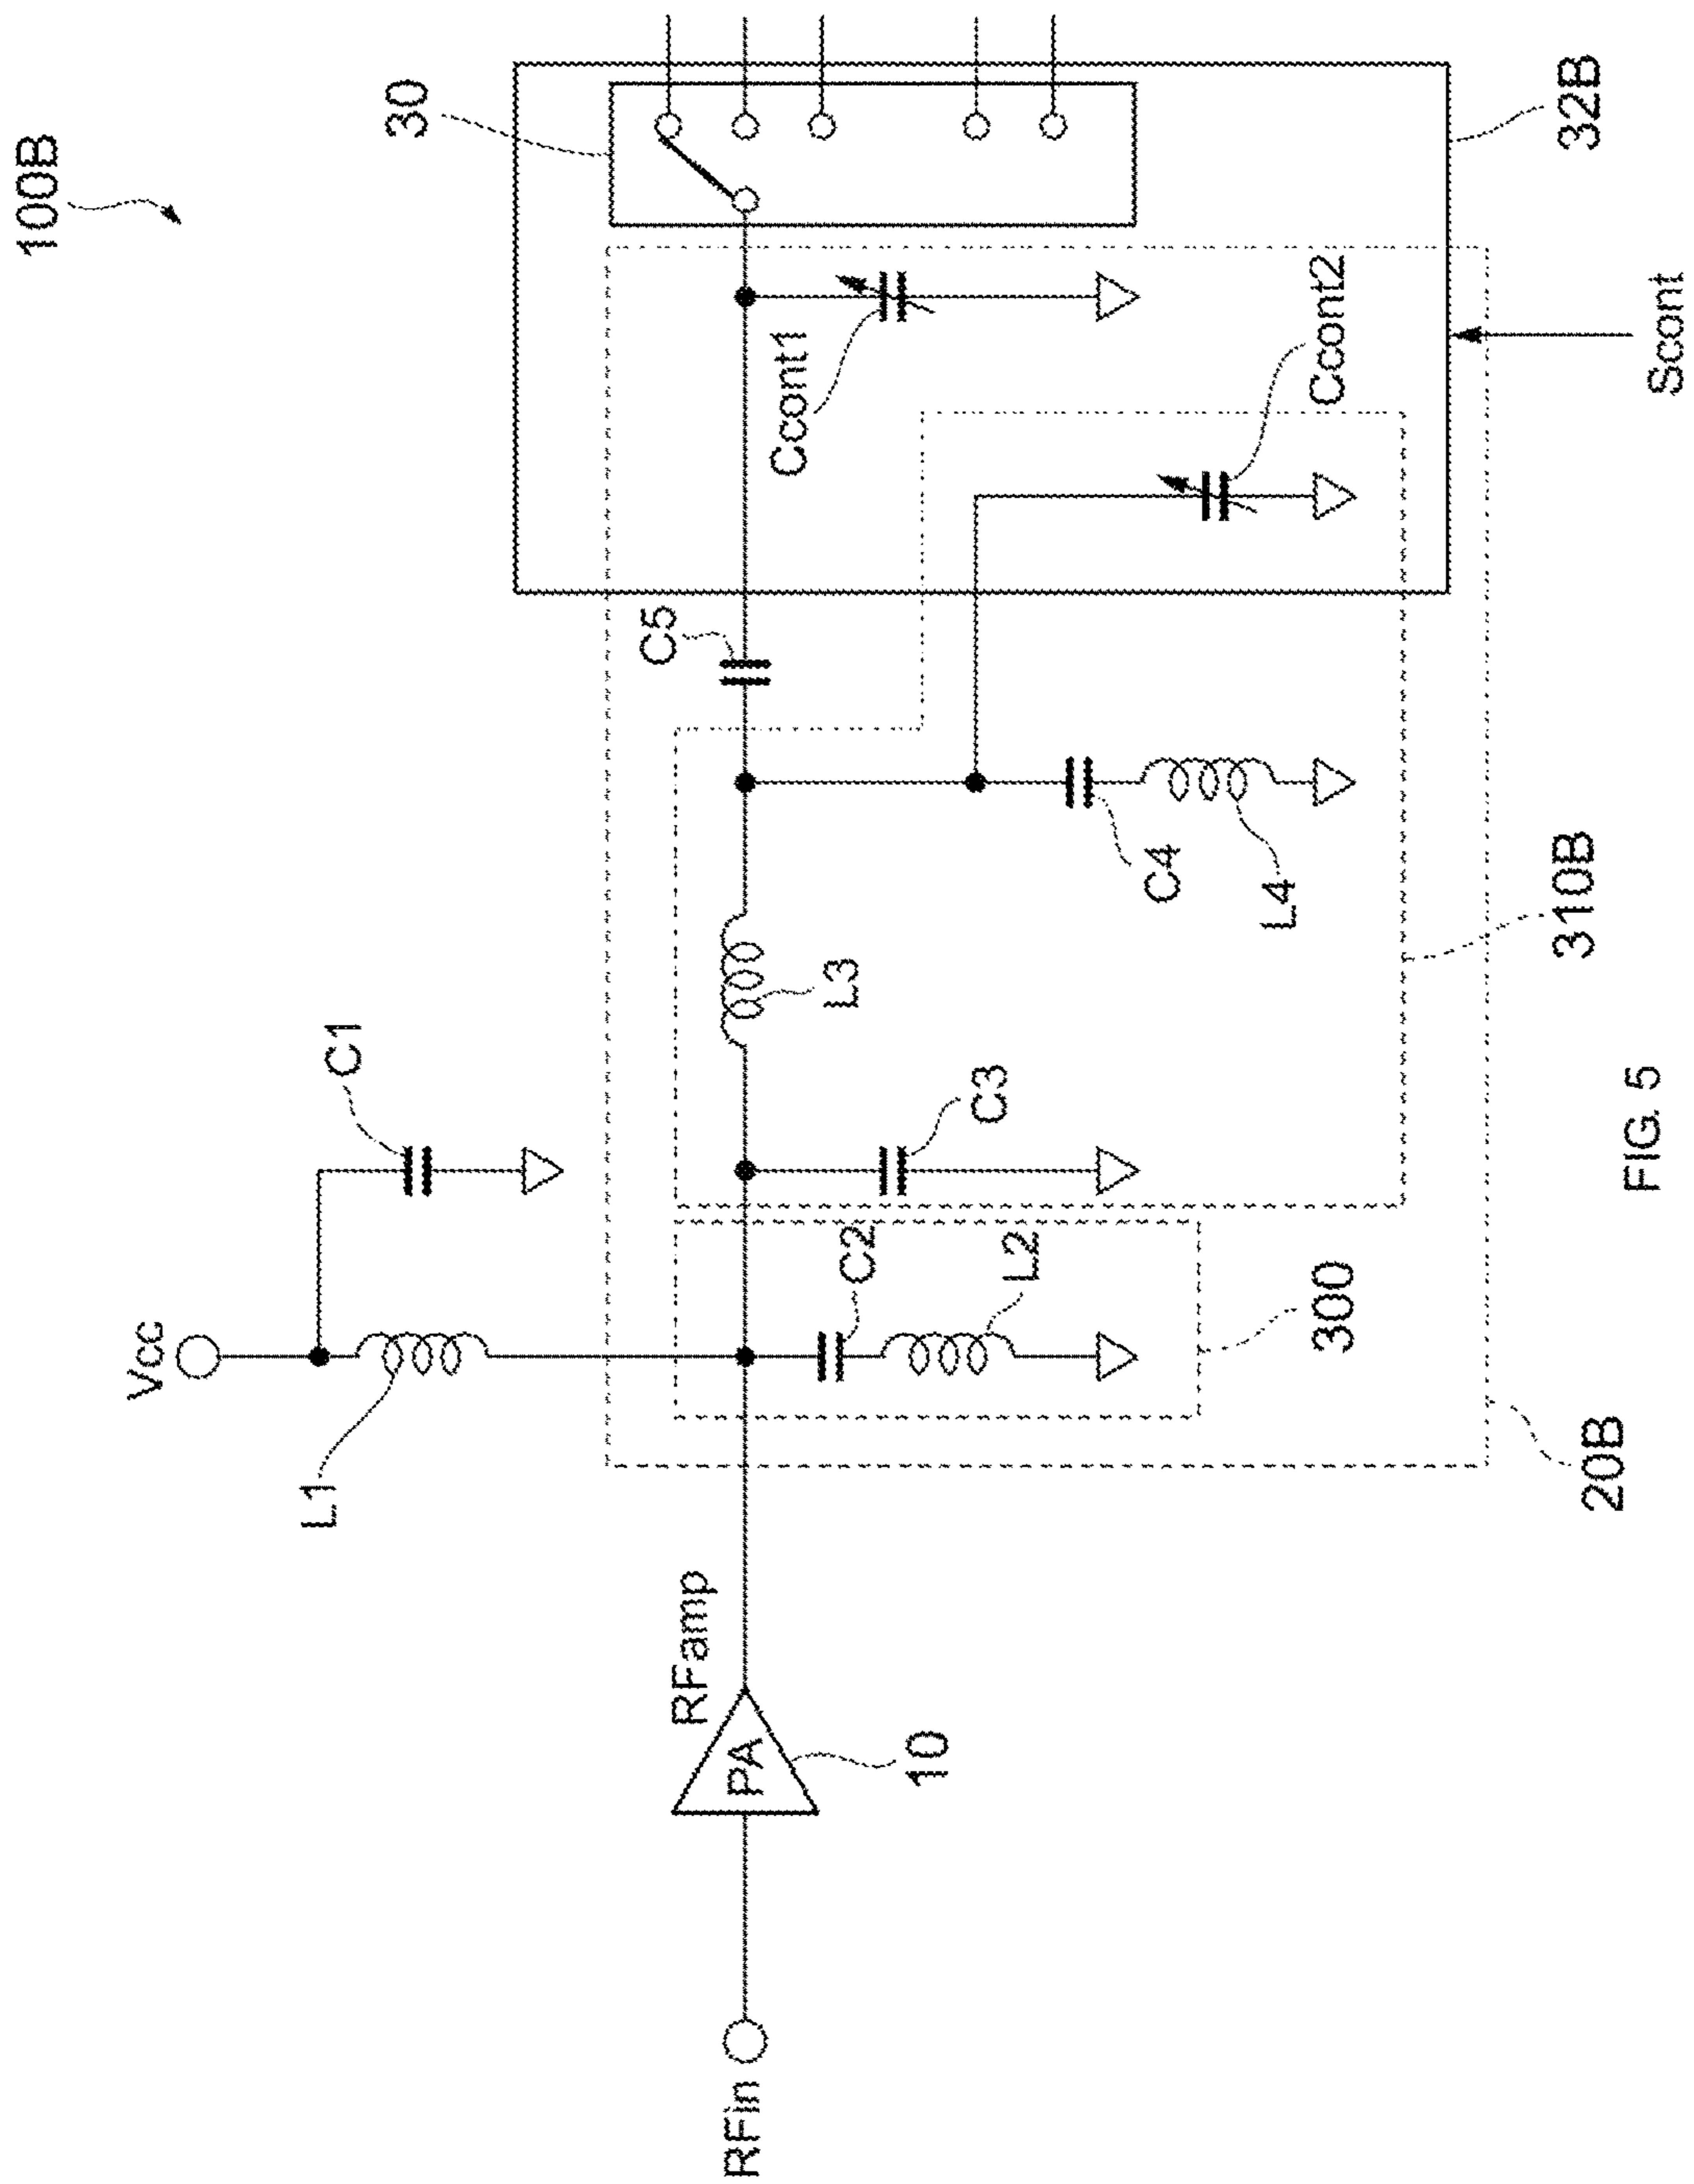 100B
30
32B
Vcc
C1
L1
C5
Ccont1
RFamp
L3
RFin
PA
10
C2
L2
C3
C4
L4
Ccont2
300
310B
20B
Scont
FIG. 5